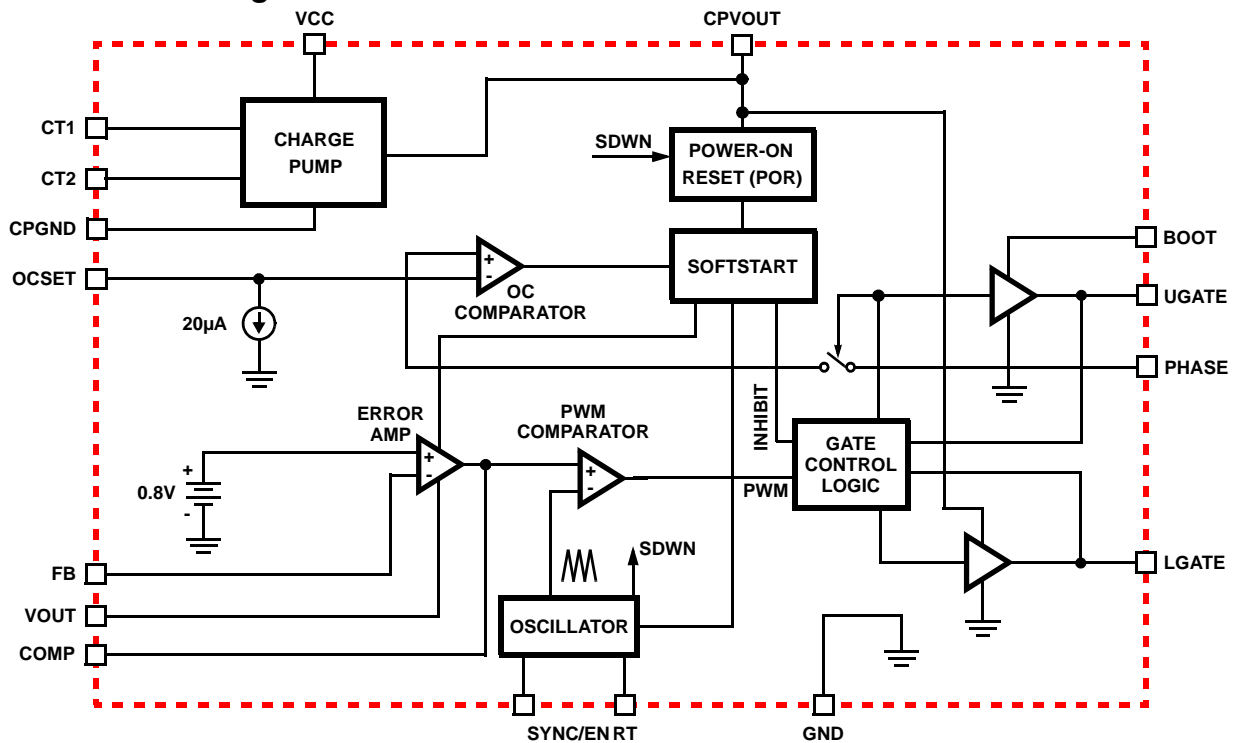 g
VCC
CPVOUT
CT1
CT2
CPGND
OCSET
CHARGE
PUMP
SDWN
POWER-ON
RESET (POR)
SOFTSTART
+
-
OC
COMPARATOR
20µA
BOOT
UGATE
PHASE
INHIBIT
ERROR
AMP
+
-
PWM
COMPARATOR
+
-
PWM
GATE
CONTROL
LOGIC
+
0.8V
-
SDWN
LGATE
FB
VOUT
COMP
OSCILLATOR
SYNC/EN
RT
GND